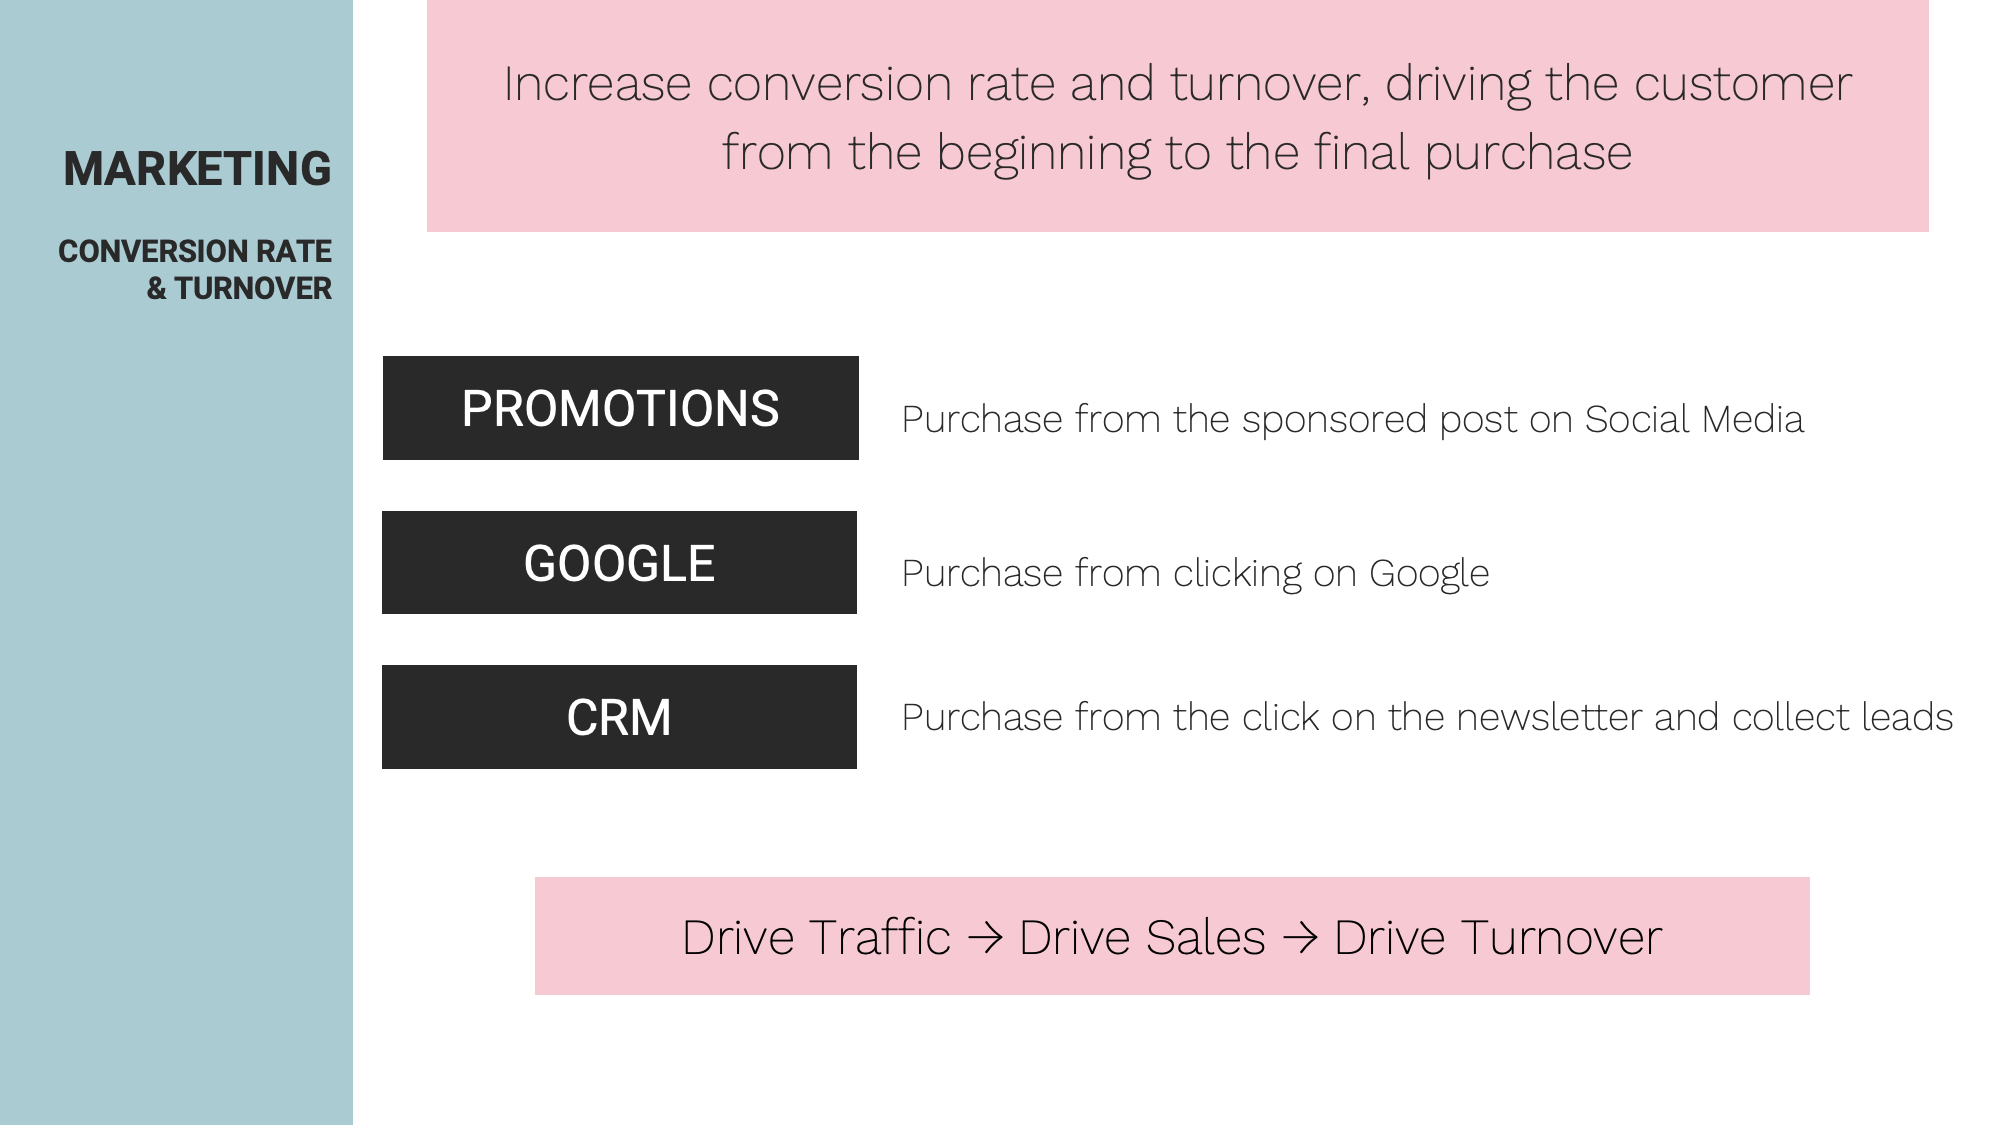 MARKETING
CONVERSION RATE
& TURNOVER
Increase conversion rate and turnover, driving the customer
from the beginning to the final purchase
PROMOTIONS
Purchase from the sponsored post on Social Media
GOOGLE
Purchase from clicking on Google
CRM
Purchase from the click on the newsletter and collect leads
Drive Traffic → Drive Sales → Drive Turnover